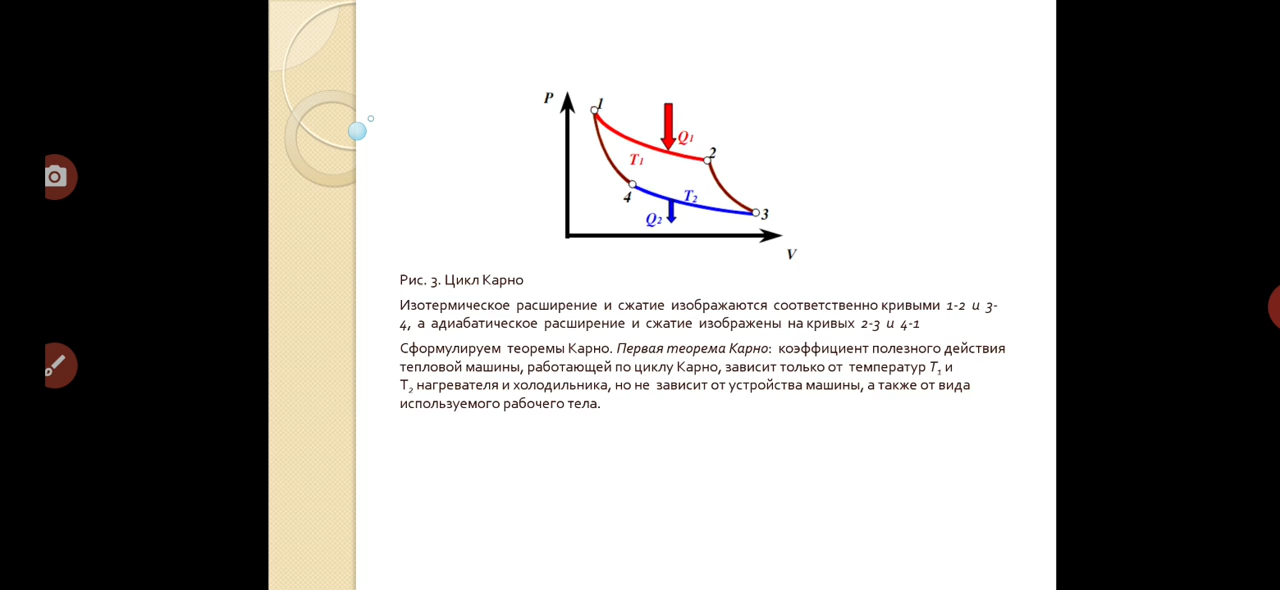 P
1
Q1
2
T1
T2
4
3
Q2
V
Рис. 3. Цикл Карно
Изотермическое расширение и сжатие изображаются соответственно кривыми 1-2 и 3-
4, а адиабатическое расширение и сжатие изображены на кривых 2-3 и 4-1
Сформулируем теоремы Карно. Первая теорема Карно: коэффициент полезного действия
тепловой машины, работающей по циклу Карно, зависит только от температур T1 и
T2 нагревателя и холодильника, но не зависит от устройства машины, а также от вида
используемого рабочего тела.